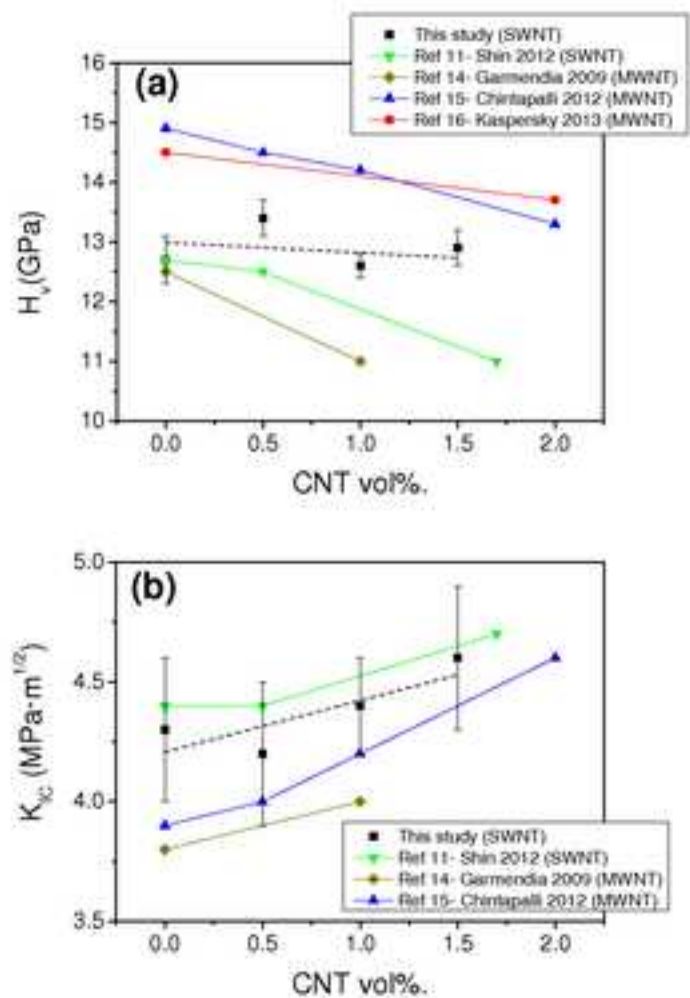 This study (SWNT)
Ref 11- Shin 2012 (SWNT)
Ref 14- Garmendia 2009 (MWNT)
Ref 15- Chintapalli 2012 (MWNT)
Ref 16- Kaspersky 2013 (MWNT)
(a)
16
15
14
13
12
11
10
Hv(GPa)
0.0 0.5 1.0 1.5 2.0
CNT vol%.
(b)
5.0
4.5
4.0
3.5
KIC (MPa·m1/2)
This study (SWNT)
Ref 11- Shin 2012 (SWNT)
Ref 14- Garmendia 2009 (MWNT)
Ref 15- Chintapalli 2012 (MWNT)
0.0 0.5 1.0 1.5 2.0
CNT vol%.